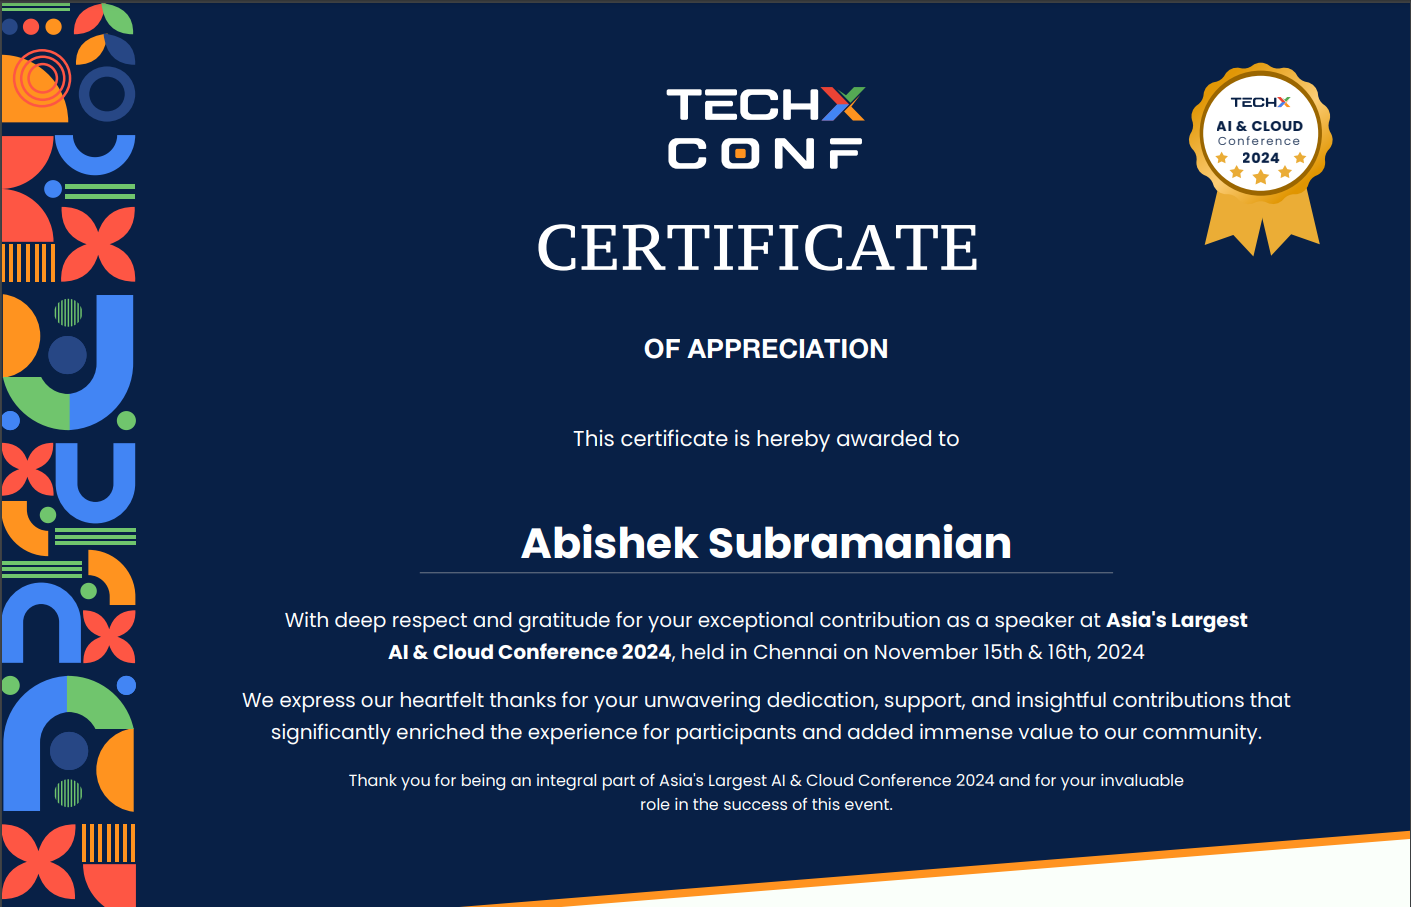 TECHX
CONF
TECHX
AI & CLOUD
Conference
2024
CERTIFICATE
OF APPRECIATION
This certificate is hereby awarded to
Abishek Subramanian
With deep respect and gratitude for your exceptional contribution as a speaker at Asia's Largest
AI & Cloud Conference 2024, held in Chennai on November 15th & 16th, 2024
We express our heartfelt thanks for your unwavering dedication, support, and insightful contributions that
significantly enriched the experience for participants and added immense value to our community.
Thank you for being an integral part of Asia's Largest AI & Cloud Conference 2024 and for your invaluable
role in the success of this event.